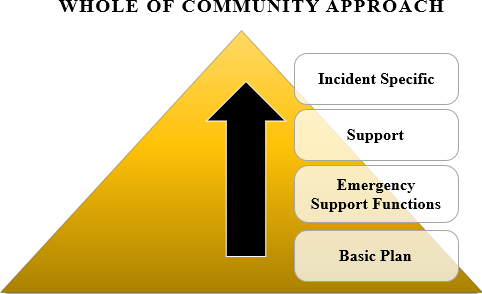 WHOLE OF COMMUNITY APPROACH
Incident Specific
Support
Emergency
Support Functions
Basic Plan